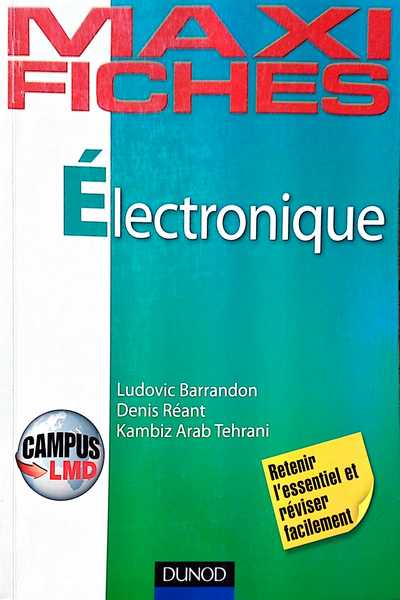 MAXI
FICHES
Électronique
Ludovic Barrandon
Denis Réant
Kambiz Arab Tehrani
CAMPUS
LMD
Retenir
l'essentiel et
réviser
facilement
DUNOD